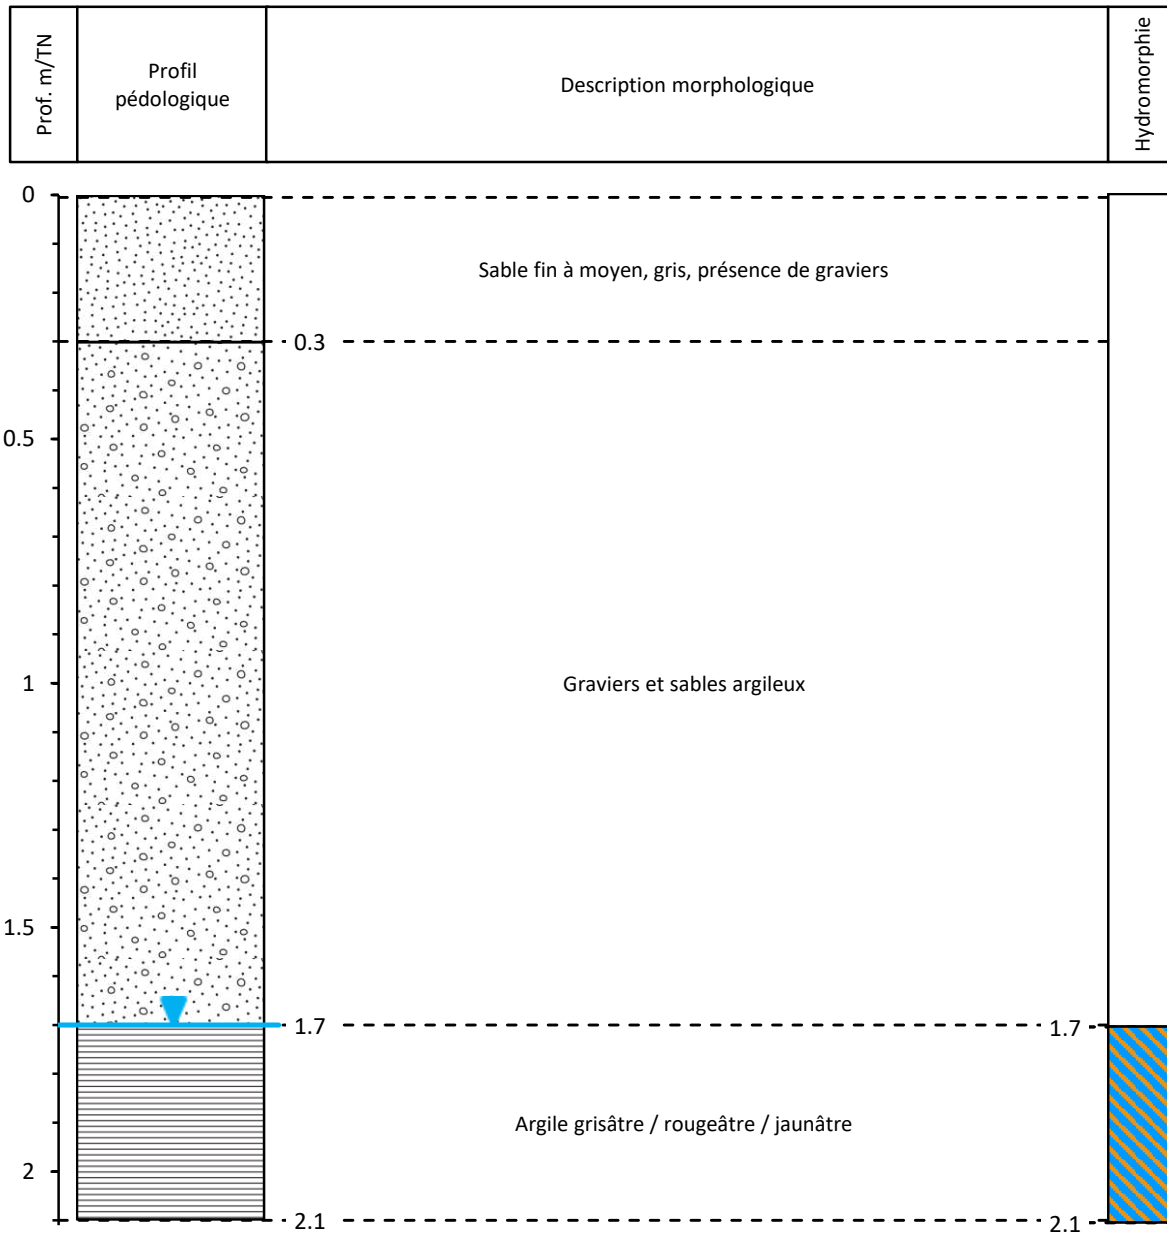 Prof. m/TN
Profil
pédologique
Description morphologique
Hydromorphie
0
Sable fin à moyen, gris, présence de graviers
0.3
0.5
1
Graviers et sables argileux
1.5
1.7
1.7
Argile grisâtre / rougeâtre / jaunâtre
2
2.1
2.1